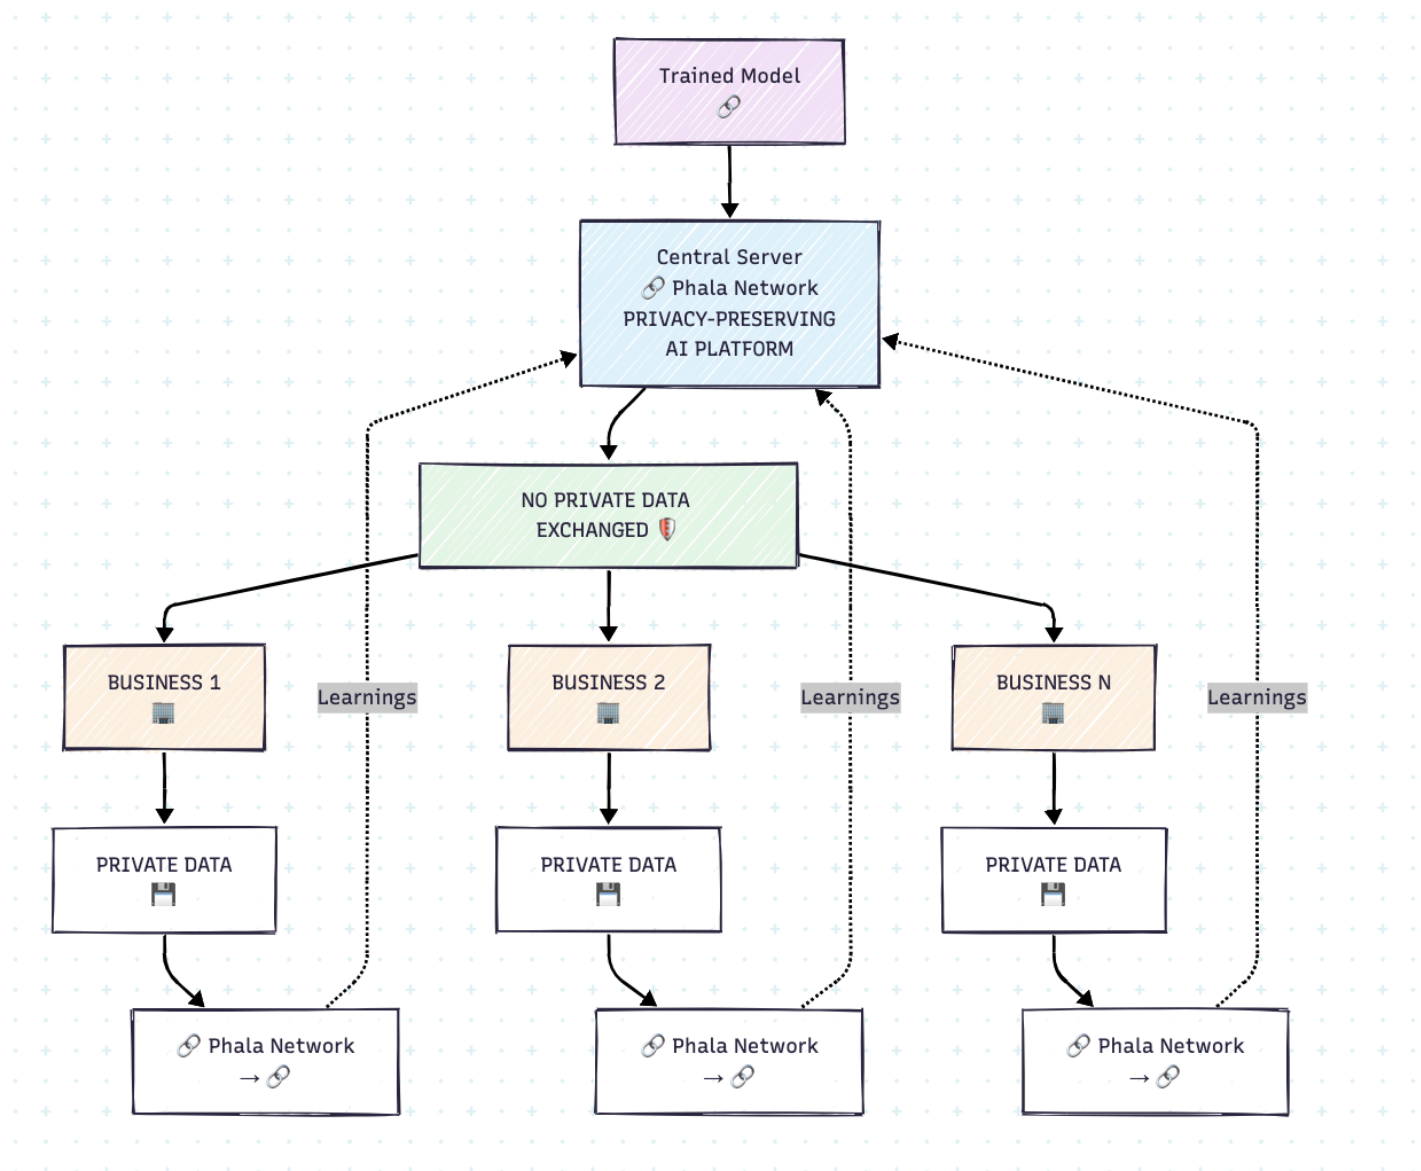 Trained Model
🔗
Central Server
🔗 Phala Network
PRIVACY-PRESERVING
AI PLATFORM
NO PRIVATE DATA
EXCHANGED 🛡️
BUSINESS 1
🏢
Learnings
BUSINESS 2
🏢
Learnings
BUSINESS N
🏢
Learnings
PRIVATE DATA
💾
PRIVATE DATA
💾
PRIVATE DATA
💾
🔗 Phala Network
→ 🔗
🔗 Phala Network
→ 🔗
🔗 Phala Network
→ 🔗